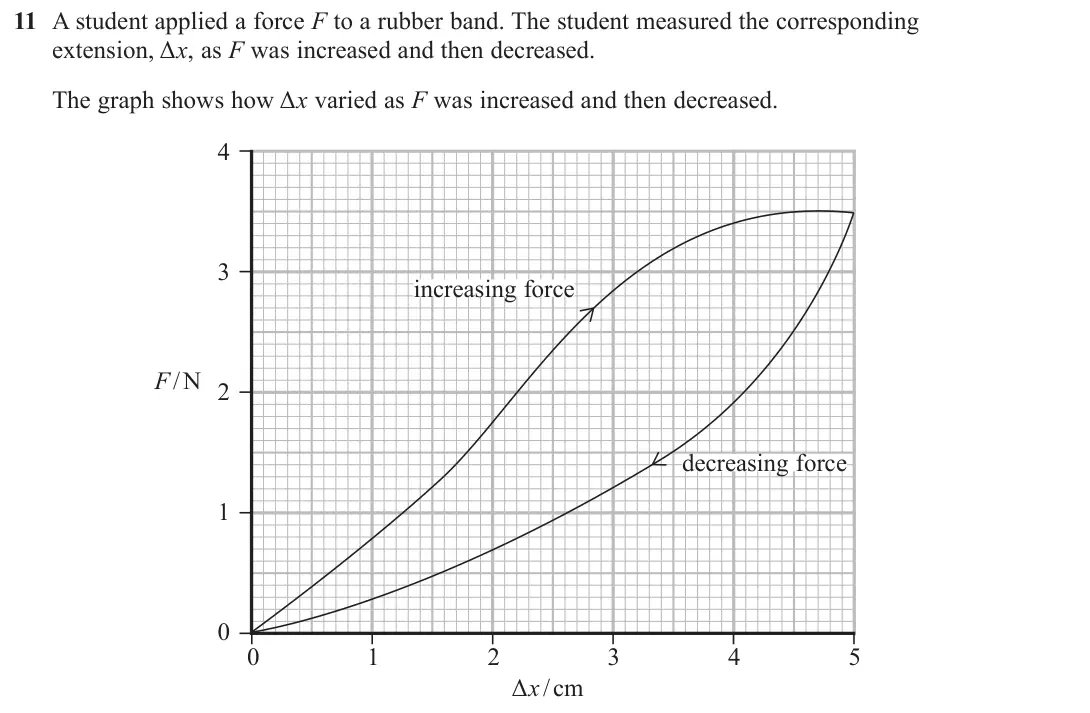 11 A student applied a force F to a rubber band. The student measured the corresponding
extension, Δx, as F was increased and then decreased.
The graph shows how Δx varied as F was increased and then decreased.
4
3
increasing force
F/N
2
decreasing force
1
0
0 1 2 3 4 5
Δx/cm